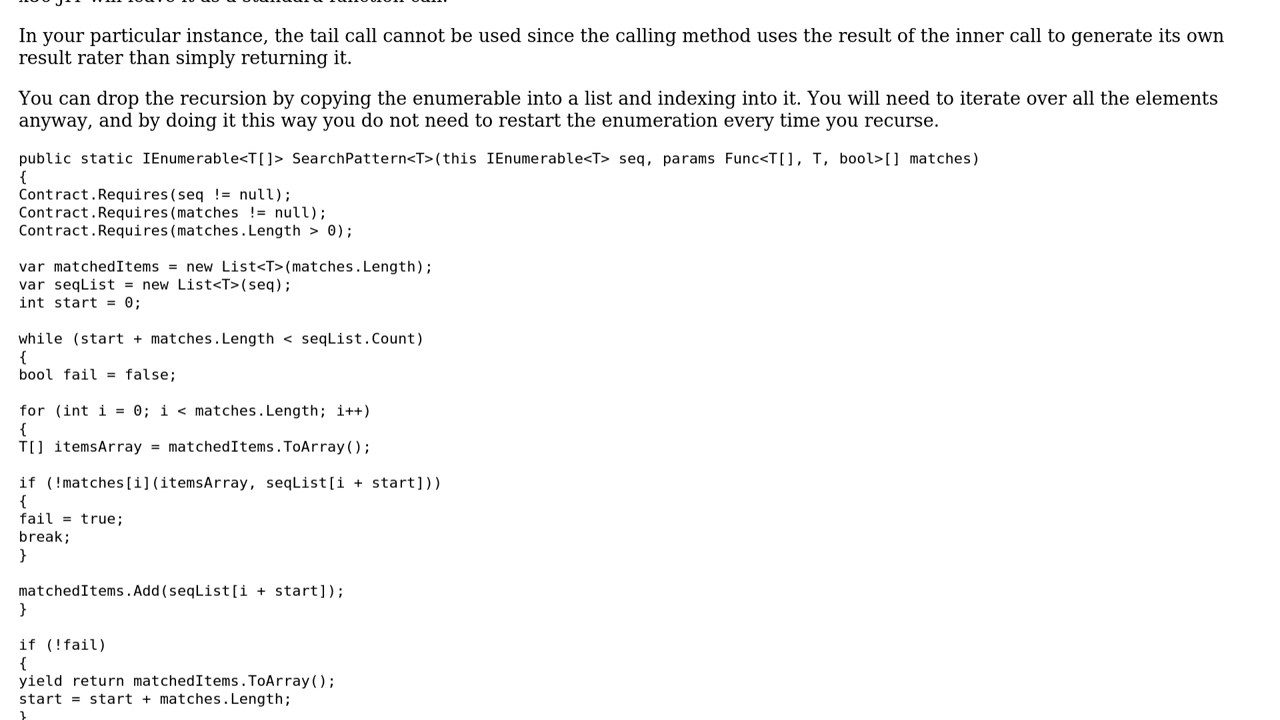 In your particular instance, the tail call cannot be used since the calling method uses the result of the inner call to generate its own
result rater than simply returning it.
You can drop the recursion by copying the enumerable into a list and indexing into it. You will need to iterate over all the elements
anyway, and by doing it this way you do not need to restart the enumeration every time you recurse.
public static IEnumerable<T[]> SearchPattern<T>(this IEnumerable<T> seq, params Func<T[], T, bool>[] matches)
{
Contract.Requires(seq != null);
Contract.Requires(matches != null);
Contract.Requires(matches.Length > 0);
var matchedItems = new List<T>(matches.Length);
var seqList = new List<T>(seq);
int start = 0;
while (start + matches.Length < seqList.Count)
{
bool fail = false;
for (int i = 0; i < matches.Length; i++)
{
T[] itemsArray = matchedItems.ToArray();
if (!matches[i](itemsArray, seqList[i + start]))
{
fail = true;
break;
}
matchedItems.Add(seqList[i + start]);
}
if (!fail)
{
yield return matchedItems.ToArray();
start = start + matches.Length;
}